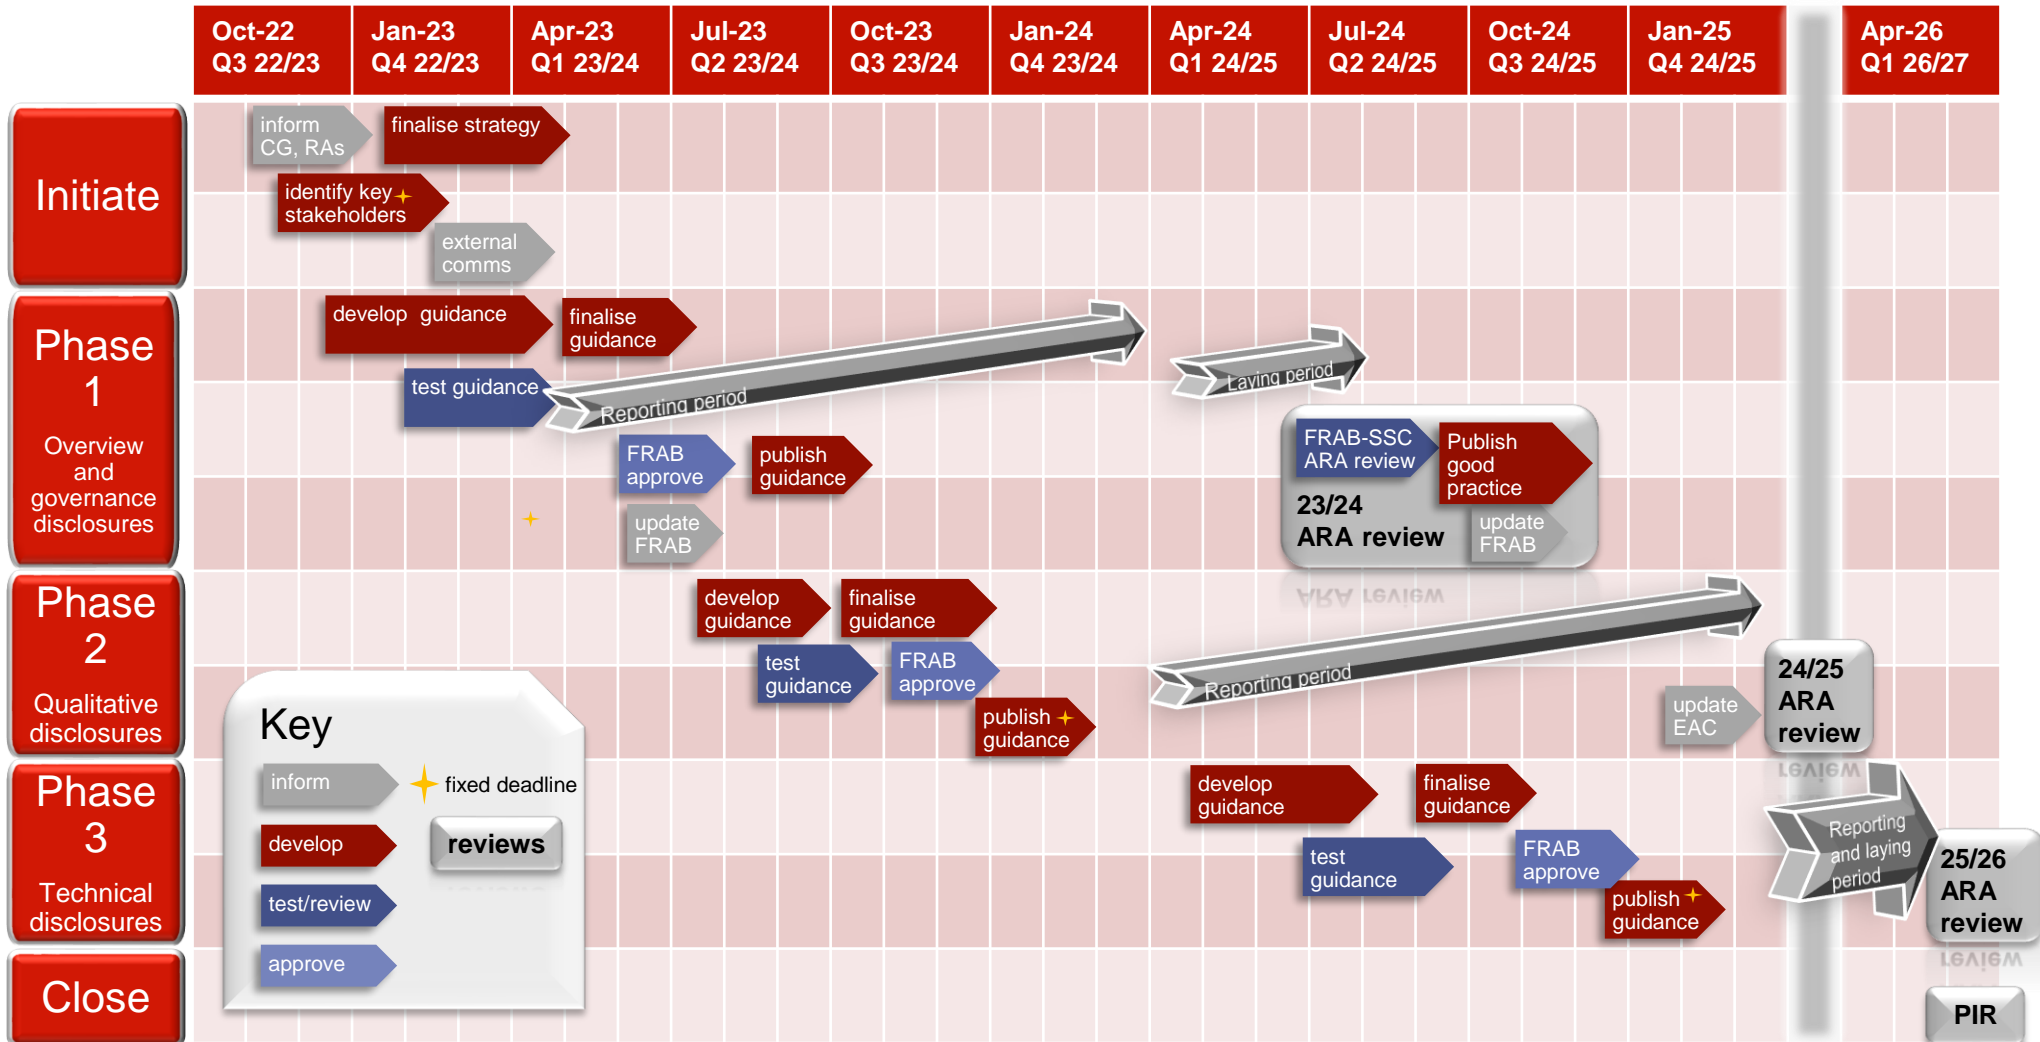 Oct-22
Q3 22/23
Jan-23
Q4 22/23
Apr-23
Q1 23/24
Jul-23
Q2 23/24
Oct-23
Q3 23/24
Jan-24
Q4 23/24
Apr-24
Q1 24/25
Jul-24
Q2 24/25
Oct-24
Q3 24/25
Jan-25
Q4 24/25
Apr-26
Q1 26/27
Initiate
inform
CG, RAs
finalise strategy
identify key
stakeholders
external
comms
Phase
1
Overview
and
governance
disclosures
develop guidance
finalise
guidance
test guidance
Reporting period
Laying period
FRAB
approve
publish
guidance
update
FRAB
FRAB-SSC
ARA review
Publish
good
practice
23/24
ARA review
update
FRAB
Phase
2
Qualitative
disclosures
develop
guidance
finalise
guidance
test
guidance
FRAB
approve
publish
guidance
Reporting period
update
EAC
24/25
ARA
review
Phase
3
Technical
disclosures
develop
guidance
finalise
guidance
test
guidance
FRAB
approve
publish
guidance
Reporting
and laying
period
25/26
ARA
review
Close
PIR
Key
inform
fixed deadline
develop
reviews
test/review
approve